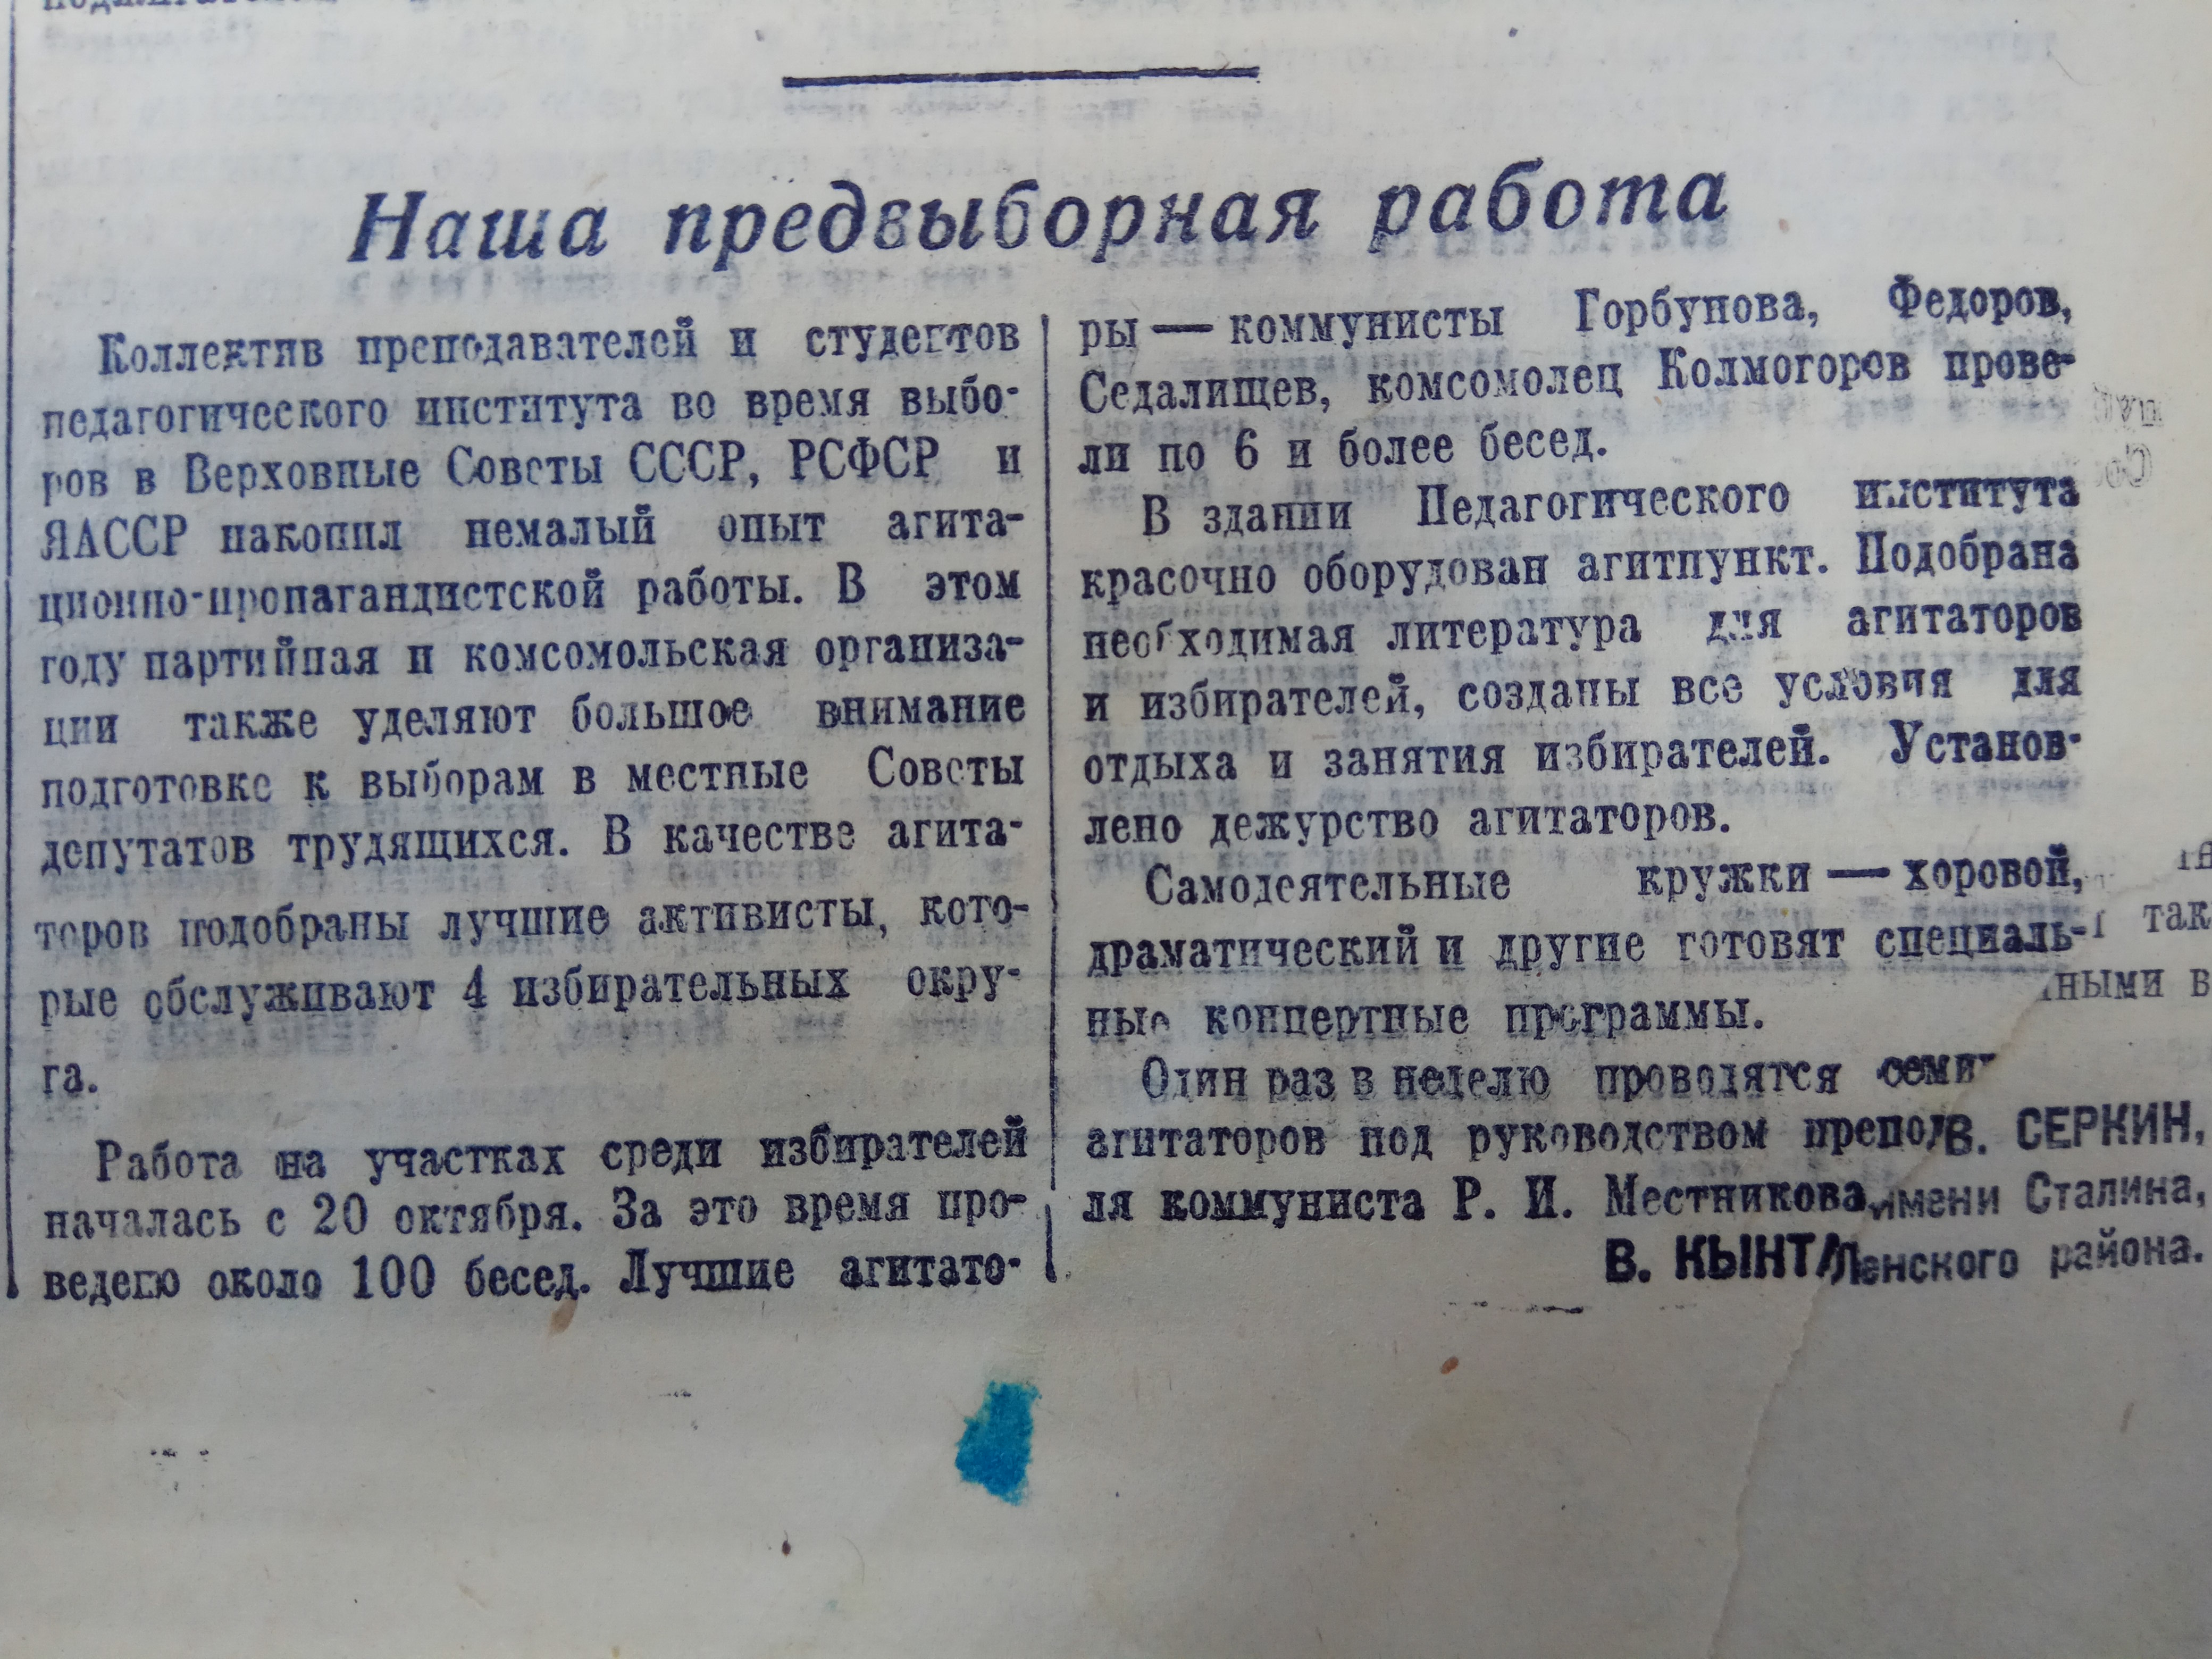 Наша предвыборная работа
Коллектив преподавателей и студентов
педагогического института во время выбо-
ров в Верховные Советы СССР, РСФСР и
ЯАССР накопил немалый опыт агита-
ционно-пропагандистской работы. В этом
году партийная и комсомольская организа-
ции также уделяют большое внимание
подготовке к выборам в местные Советы
депутатов трудящихся. В качестве агита-
торов подобраны лучшие активисты, кото-
рые обслуживают 4 избирательных окру-
га.
Работа на участках среди избирателей
началась с 20 октября. За это время про-
ведено около 100 бесед. Лучшие агитато-
ры — коммунисты Горбунова, Федоров,
Седалищев, комсомолец Колмогоров прове-
ли по 6 и более бесед.
В здании Педагогического института
красочно оборудован агитпункт. Подобрана
необходимая литература для агитаторов
и избирателей, созданы все условия для
отдыха и занятия избирателей. Установ-
лено дежурство агитаторов.
Самодеятельные кружки — хоровой,
драматический и другие готовят специаль-
ные концертные программы.
Один раз в неделю проводятся семи
агитаторов под руководством препод
ля коммуниста Р. И. Местникова.
В. КЫНТ
так
ными в
В. СЕРКИН,
имени Сталина,
Ленского района.